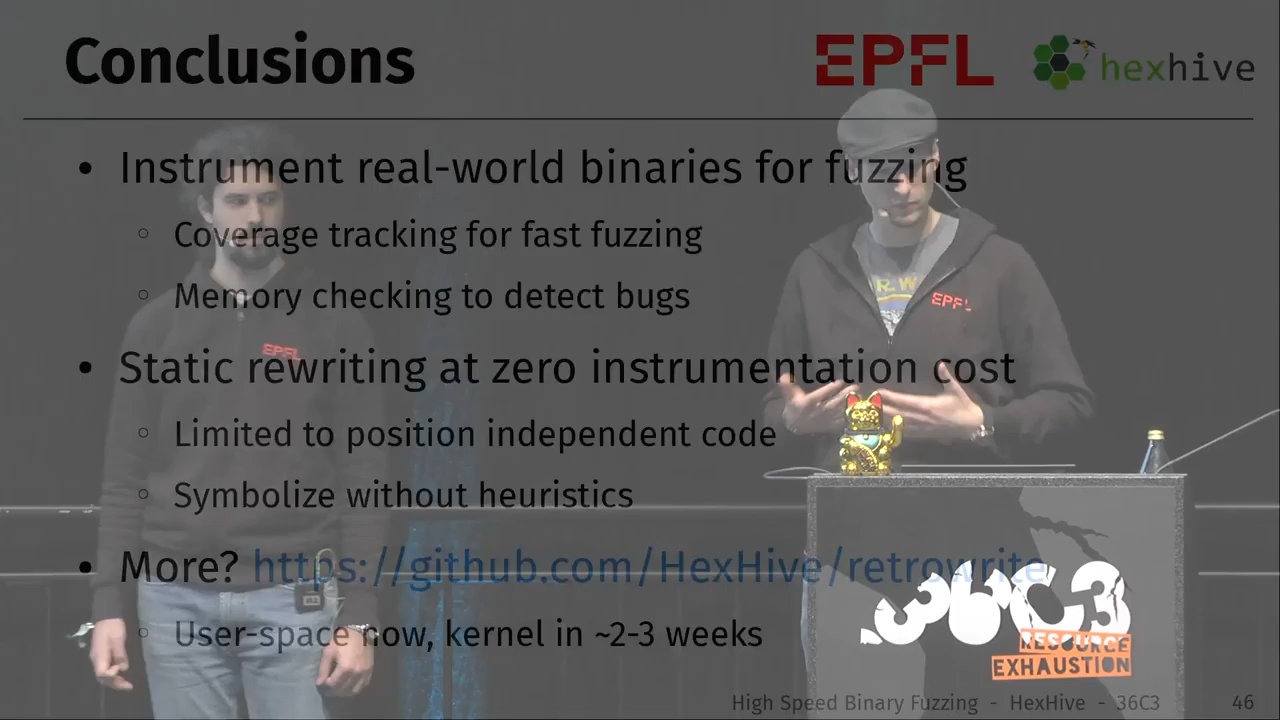 Conclusions
EPFL
hexhive
• Instrument real-world binaries for fuzzing
○ Coverage tracking for fast fuzzing
○ Memory checking to detect bugs
• Static rewriting at zero instrumentation cost
○ Limited to position independent code
○ Symbolize without heuristics
• More? https://github.com/HexHive/retrowrite
○ User-space now, kernel in ~2-3 weeks
High Speed Binary Fuzzing - HexHive - 36C3
46
EPFL
EPFL
36C3
RESOURCE
EXHAUSTION